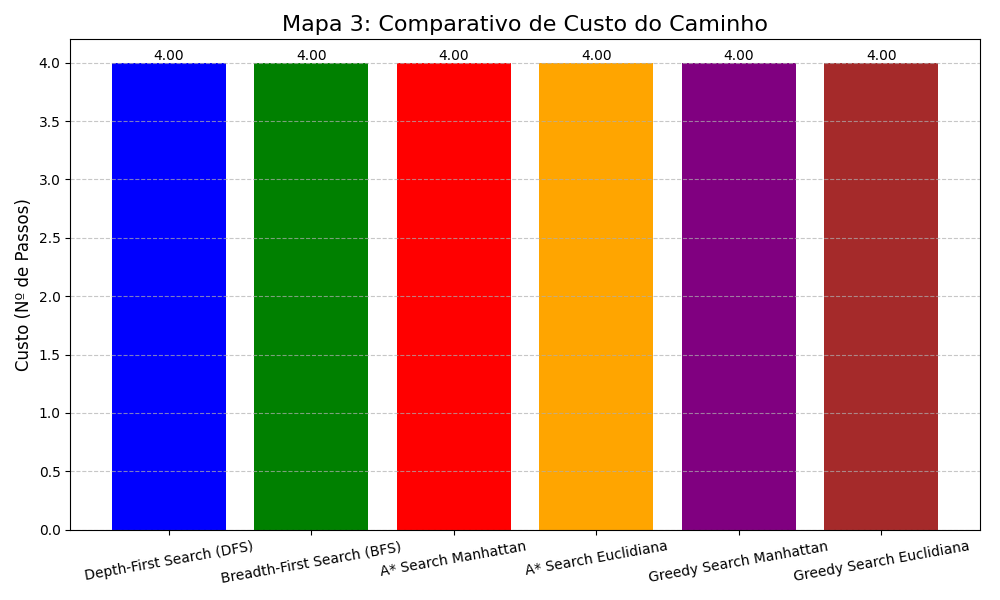 Mapa 3: Comparativo de Custo do Caminho
4.00 4.00 4.00 4.00 4.00 4.00
Custo (Nº de Passos)
4.0
3.5
3.0
2.5
2.0
1.5
1.0
0.5
0.0
Depth-First Search (DFS)
Breadth-First Search (BFS)
A* Search Manhattan
A* Search Euclidiana
Greedy Search Manhattan
Greedy Search Euclidiana